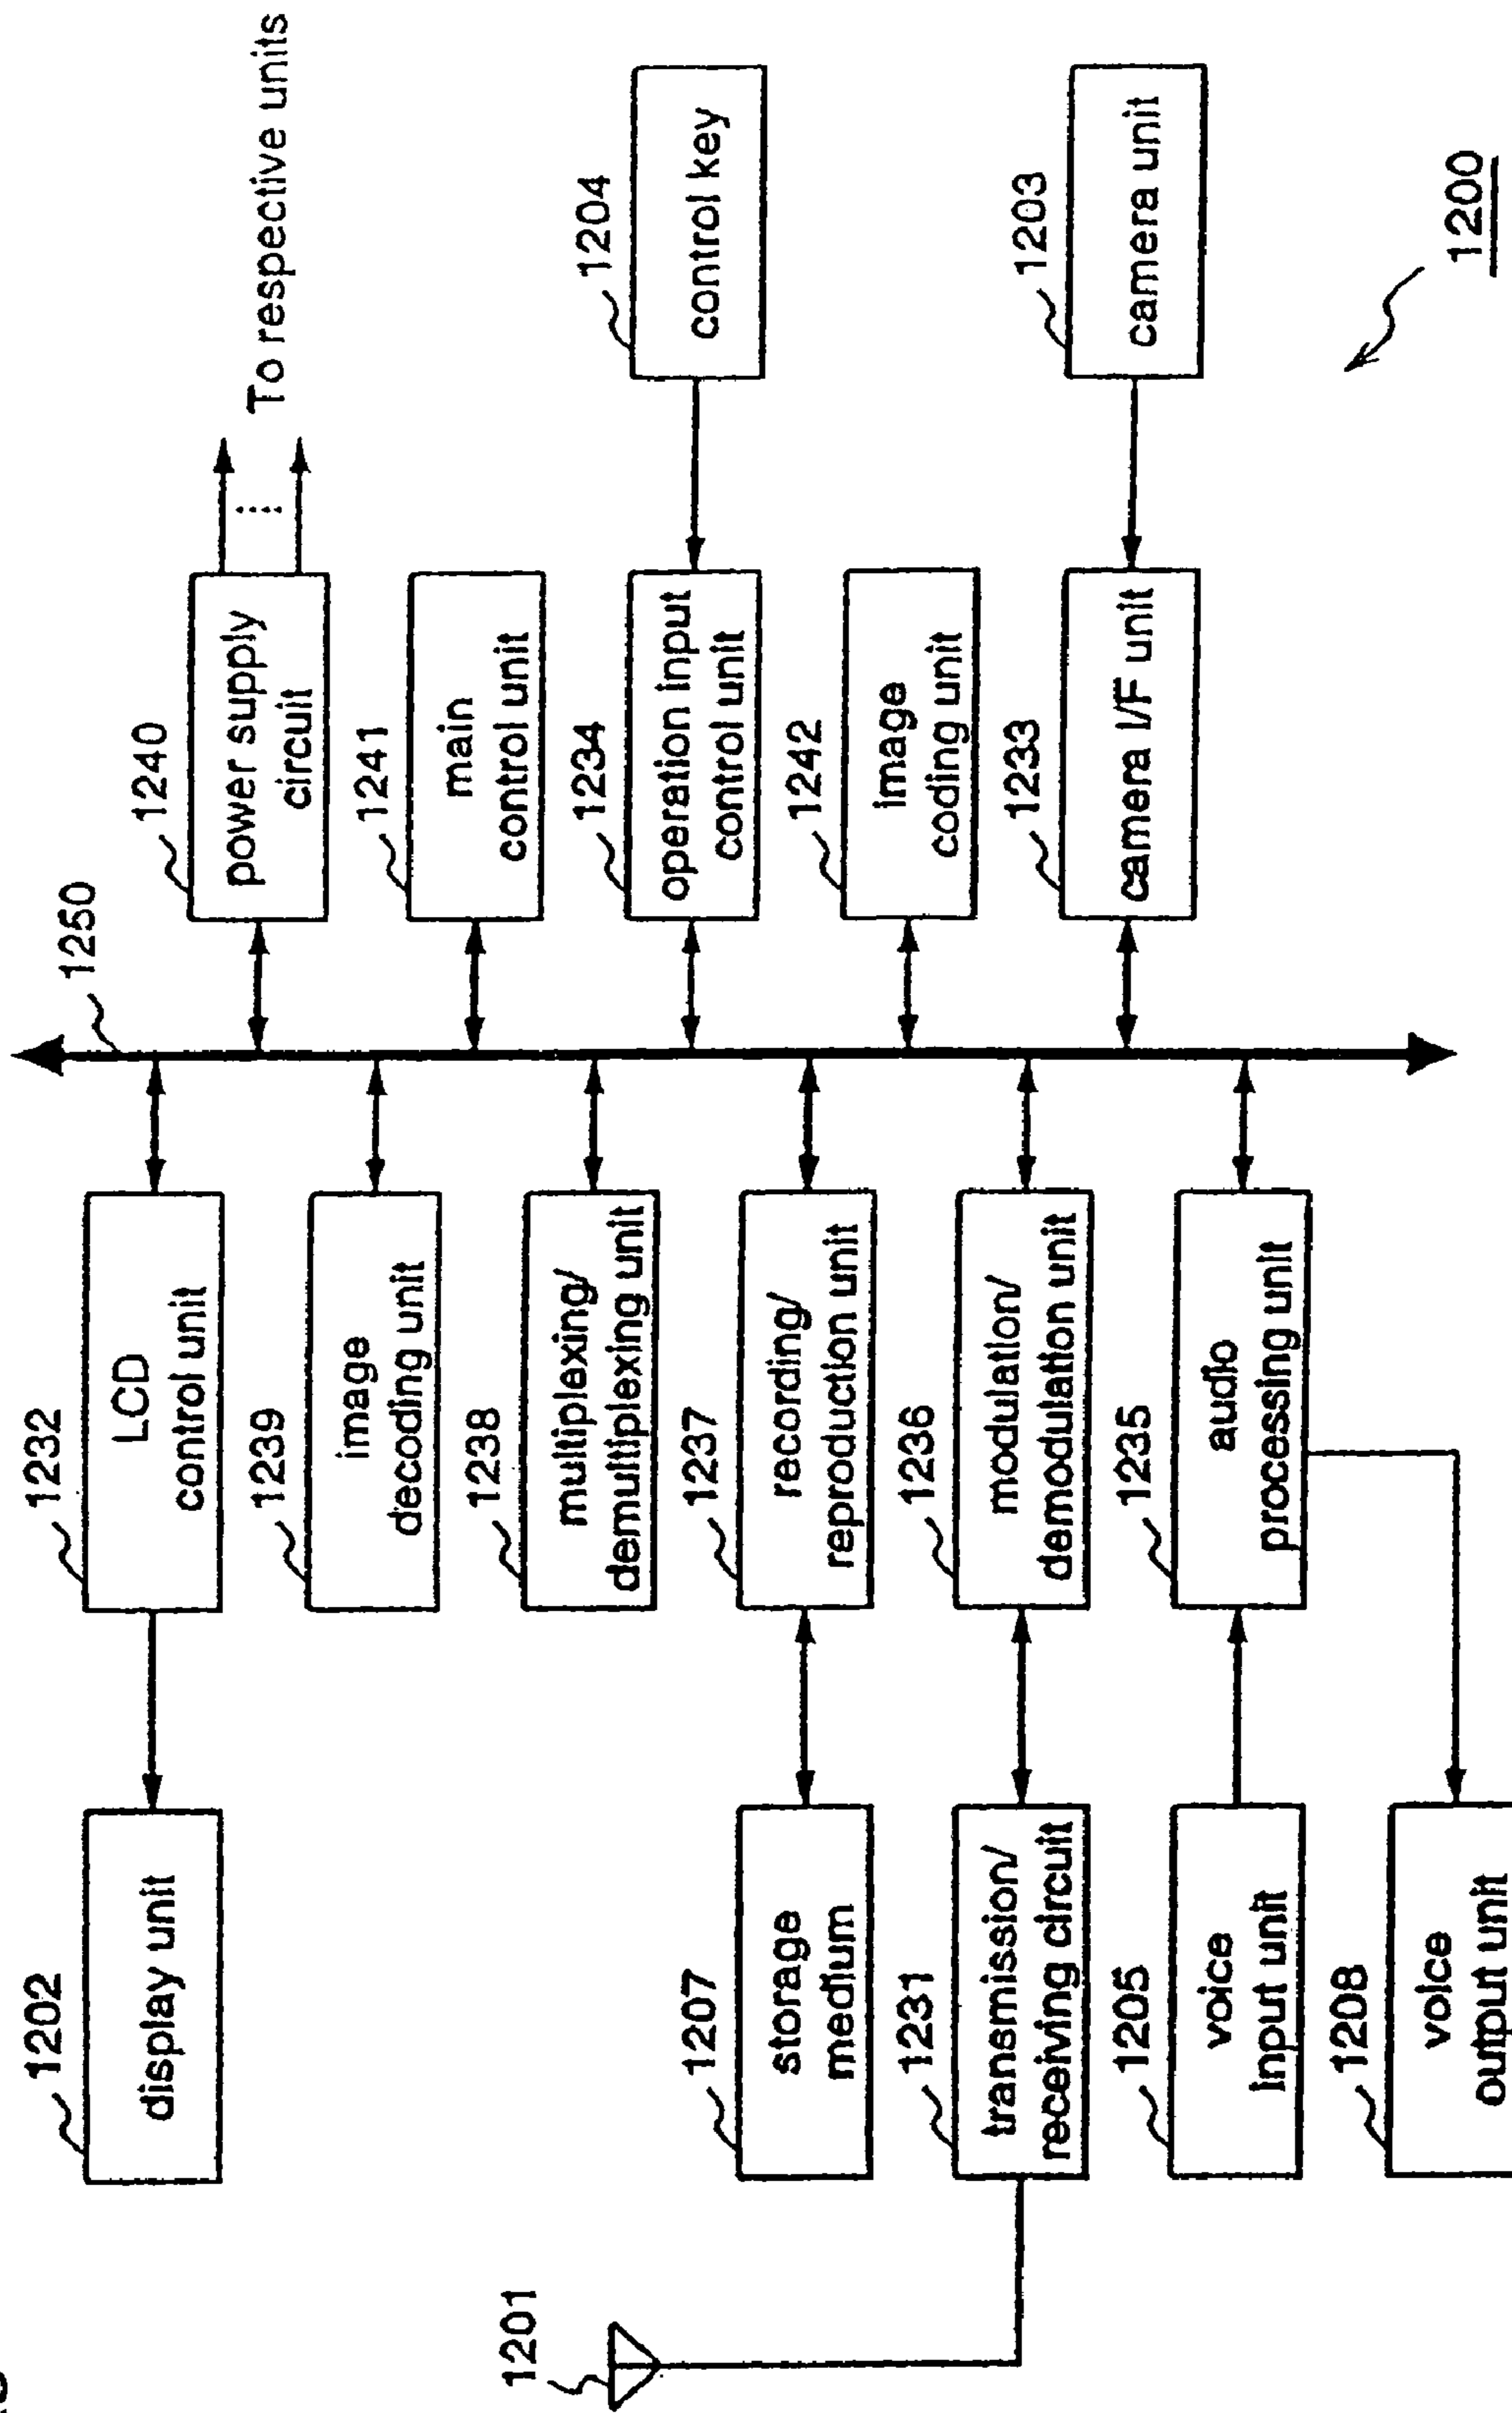 1202
display unit
1232
LCD
control unit
1250
1240
power supply
circuit
To respective units
1239
image
decoding unit
1241
main
control unit
1238
multiplexing/
demultiplexing unit
1234
operation input
control unit
1204
control key
1201
1207
storage
medium
1237
recording/
reproduction unit
1242
image
coding unit
1231
transmission/
receiving circuit
1236
modulation/
demodulation unit
1233
camera I/F unit
1203
camera unit
1205
voice
input unit
1235
audio
processing unit
1208
voice
output unit
1200